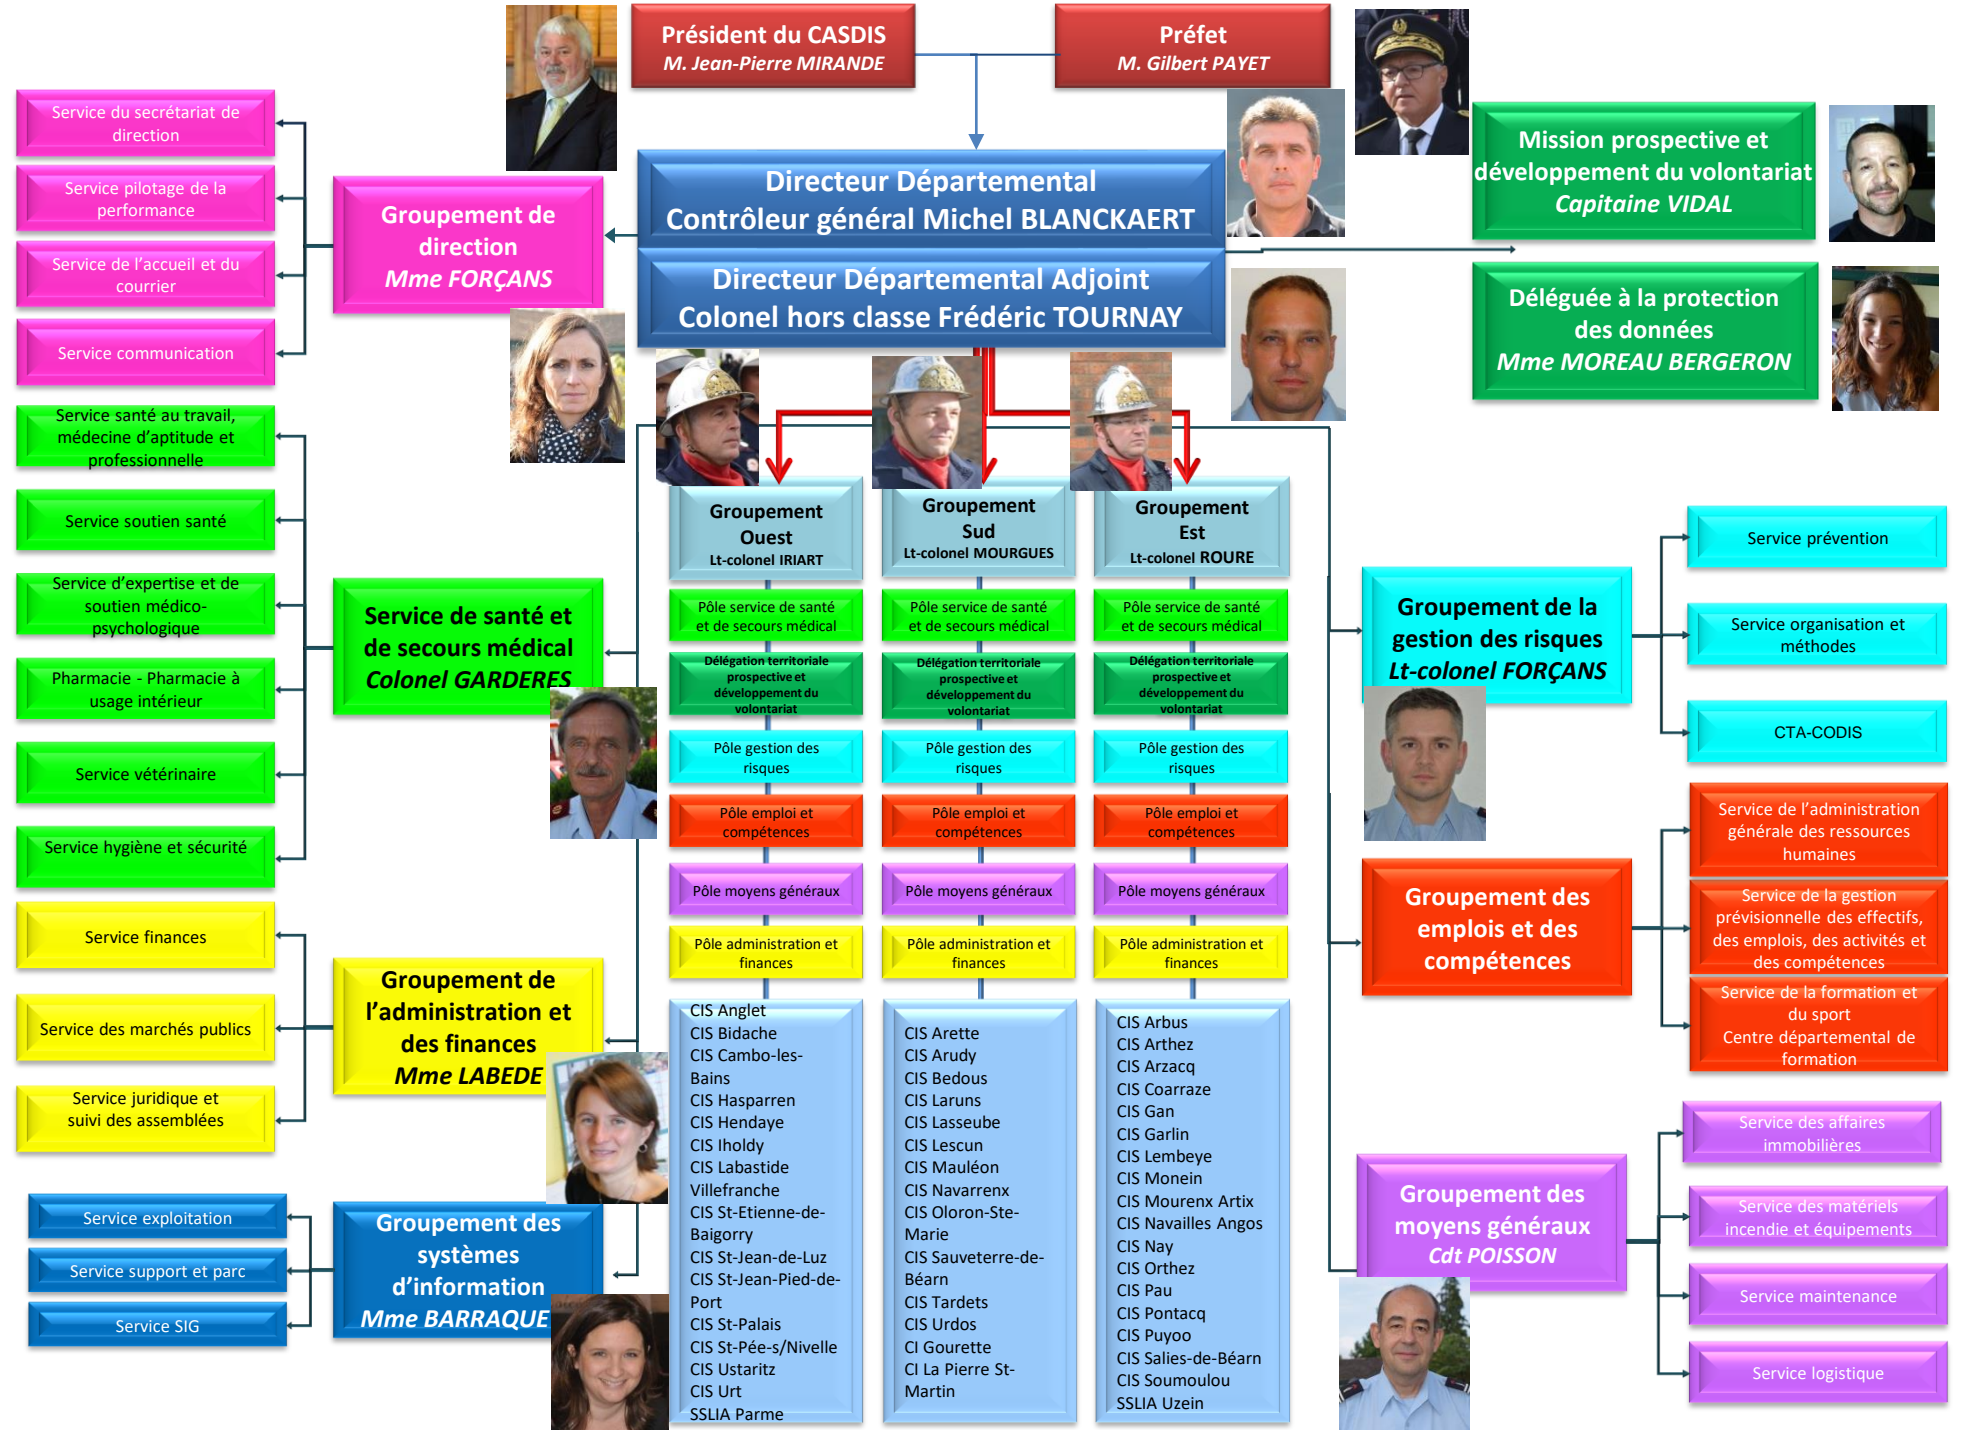 Président du CASDIS
M. Jean-Pierre MIRANDE
Préfet
M. Gilbert PAYET
Directeur Départemental
Contrôleur général Michel BLANCKAERT
Directeur Départemental Adjoint
Colonel hors classe Frédéric TOURNAY
Mission prospective et
développement du volontariat
Capitaine VIDAL
Déléguée à la protection
des données
Mme MOREAU BERGERON
Groupement de
direction
Mme FORÇANS
Service du secrétariat de
direction
Service pilotage de la
performance
Service de l'accueil et du
courrier
Service communication
Service de santé et
de secours médical
Colonel GARDERES
Service santé au travail,
médecine d'aptitude et
professionnelle
Service soutien santé
Service d'expertise et de
soutien médico-
psychologique
Pharmacie - Pharmacie à
usage intérieur
Service vétérinaire
Service hygiène et sécurité
Groupement de
l'administration et
des finances
Mme LABEDE
Service finances
Service des marchés publics
Service juridique et
suivi des assemblées
Groupement des
systèmes
d'information
Mme BARRAQUE
Service exploitation
Service support et parc
Service SIG
Groupement
Ouest
Lt-colonel IRIART
Pôle service de santé
et de secours médical
Délégation territoriale
prospective et
développement du
volontariat
Pôle gestion des
risques
Pôle emploi et
compétences
Pôle moyens généraux
Pôle administration et
finances
CIS Anglet
CIS Bidache
CIS Cambo-les-
Bains
CIS Hasparren
CIS Hendaye
CIS Iholdy
CIS Labastide
Villefranche
CIS St-Etienne-de-
Baigorry
CIS St-Jean-de-Luz
CIS St-Jean-Pied-de-
Port
CIS St-Palais
CIS St-Pée-s/Nivelle
CIS Ustaritz
CIS Urt
SSLIA Parme
Groupement
Sud
Lt-colonel MOURGUES
Pôle service de santé
et de secours médical
Délégation territoriale
prospective et
développement du
volontariat
Pôle gestion des
risques
Pôle emploi et
compétences
Pôle moyens généraux
Pôle administration et
finances
CIS Arette
CIS Arudy
CIS Bedous
CIS Laruns
CIS Lasseube
CIS Lescun
CIS Mauléon
CIS Navarrenx
CIS Oloron-Ste-
Marie
CIS Sauveterre-de-
Béarn
CIS Tardets
CIS Urdos
CI Gourette
CI La Pierre St-
Martin
Groupement
Est
Lt-colonel ROURE
Pôle service de santé
et de secours médical
Délégation territoriale
prospective et
développement du
volontariat
Pôle gestion des
risques
Pôle emploi et
compétences
Pôle moyens généraux
Pôle administration et
finances
CIS Arbus
CIS Arthez
CIS Arzacq
CIS Coarraze
CIS Gan
CIS Garlin
CIS Lembeye
CIS Monein
CIS Mourenx Artix
CIS Navailles Angos
CIS Nay
CIS Orthez
CIS Pau
CIS Pontacq
CIS Puyoo
CIS Salies-de-Béarn
CIS Soumoulou
SSLIA Uzein
Groupement de la
gestion des risques
Lt-colonel FORÇANS
Service prévention
Service organisation et
méthodes
CTA-CODIS
Groupement des
emplois et des
compétences
Service de l'administration
générale des ressources
humaines
Service de la gestion
prévisionnelle des effectifs,
des emplois, des activités et
des compétences
Service de la formation et
du sport
Centre départemental de
formation
Groupement des
moyens généraux
Cdt POISSON
Service des affaires
immobilières
Service des matériels
incendie et équipements
Service maintenance
Service logistique